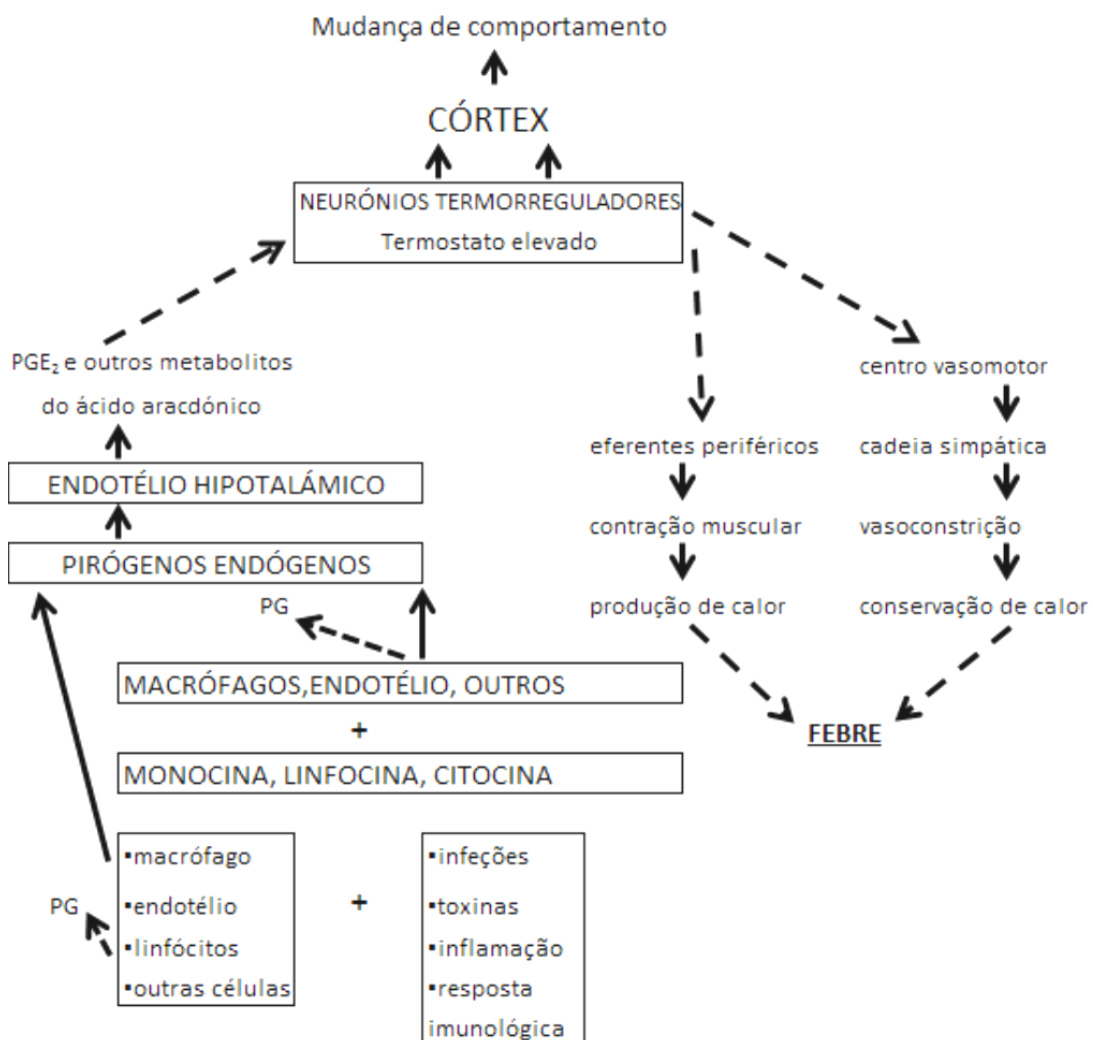 Mudança de comportamento
CÓRTEX
NEURÓNIOS TERMORREGULADORES
Termostato elevado
PGE₂ e outros metabolitos
do ácido aracdónico
ENDOTÉLIO HIPOTALÁMICO
PIRÓGENOS ENDÓGENOS
PG
MACRÓFAGOS,ENDOTÉLIO, OUTROS
+
MONOCINA, LINFOCINA, CITOCINA
PG
▪macrófago
▪endotélio
▪linfócitos
▪outras células
+
▪infeções
▪toxinas
▪inflamação
▪resposta
imunológica
eferentes periféricos
contração muscular
produção de calor
centro vasomotor
cadeia simpática
vasoconstrição
conservação de calor
FEBRE